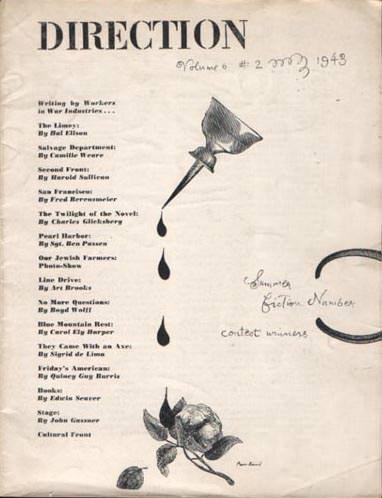 DIRECTION
Volume 6 # 2 1943
Writing by Workers
in War Industries . . .
The Limey:
By Hal Ellson
Salvage Department:
By Camille Weare
Second Front:
By Harold Sullivan
San Francisco:
By Fred Berenzmeier
The Twilight of the Novel:
By Charles Glicksberg
Pearl Harbor:
By Sgt. Ben Passen
Our Jewish Farmers:
Photo-Show
Line Drive:
By Art Brooks
No More Questions:
By Boyd Wolff
Blue Mountain Rest:
By Carol Ely Harper
They Came With an Axe:
By Sigrid de Lima
Friday's American:
By Quincy Guy Burris
Books:
By Edwin Seaver
Stage:
By John Gassner
Cultural Front
Summer
Fiction Number
contest winners